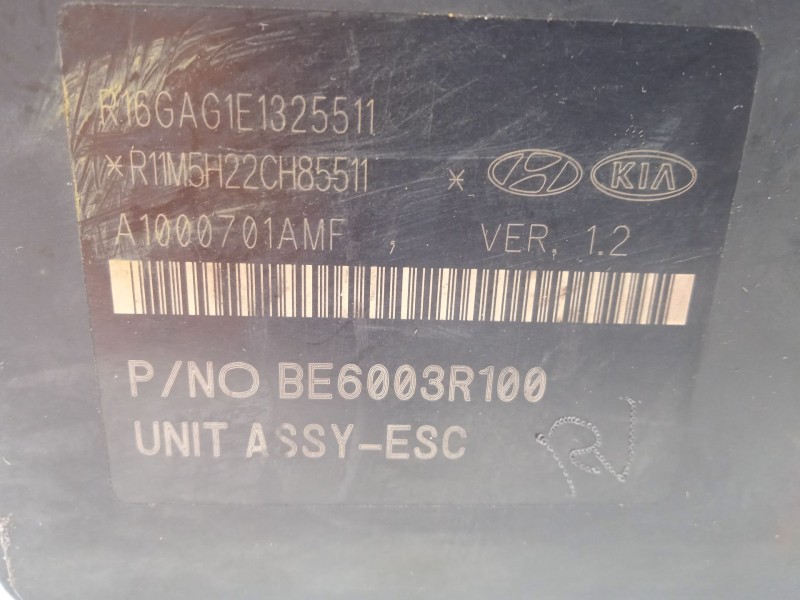 R16GAG1E1325511
*R11M5H22CH85511 * KIA
A1000701AMF , VER. 1.2
P/NO BE6003R100
UNIT ASSY-ESC